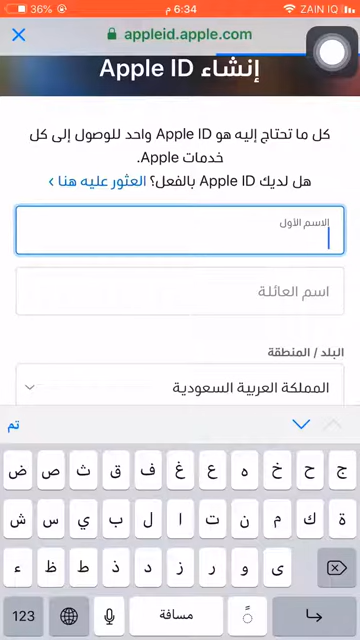 36% 6:34 م ZAIN IQ
appleid.apple.com
إنشاء Apple ID
كل ما تحتاج إليه هو Apple ID واحد للوصول إلى كل
خدمات Apple.
هل لديك Apple ID بالفعل؟ العثور عليه هنا ›
الاسم الأول
اسم العائلة
البلد / المنطقة
المملكة العربية السعودية
تم
ض ص ث ق ف غ ع ه خ ح ج
ش س ي ب ل ا ت ن م ك ة
ء ظ ط ذ د ز ر و ى
123 مسافة